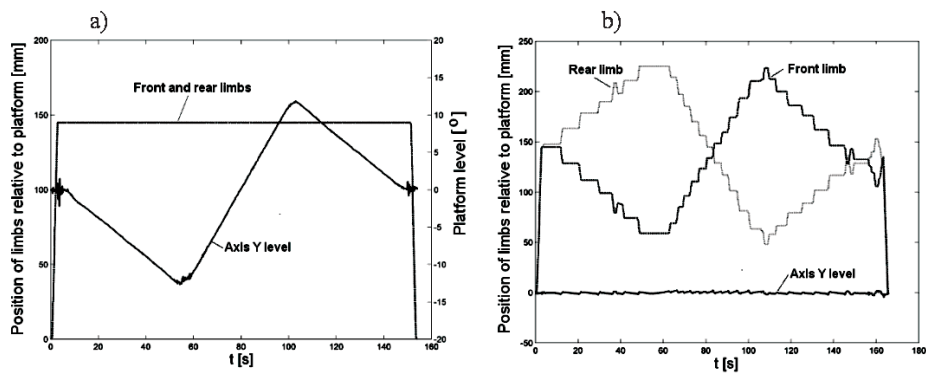 a)
Position of limbs relative to platform [mm]
200
150
100
50
0
Front and rear limbs
Axis Y level
20
15
10
5
0
-5
-10
-15
-20
Platform level [°]
0 20 40 60 80 100 120 140 160
t [s]
b)
Position of limbs relative to platform [mm]
250
200
150
100
50
0
-50
Rear limb
Front limb
Axis Y level
0 20 40 60 80 100 120 140 160 180
t [s]